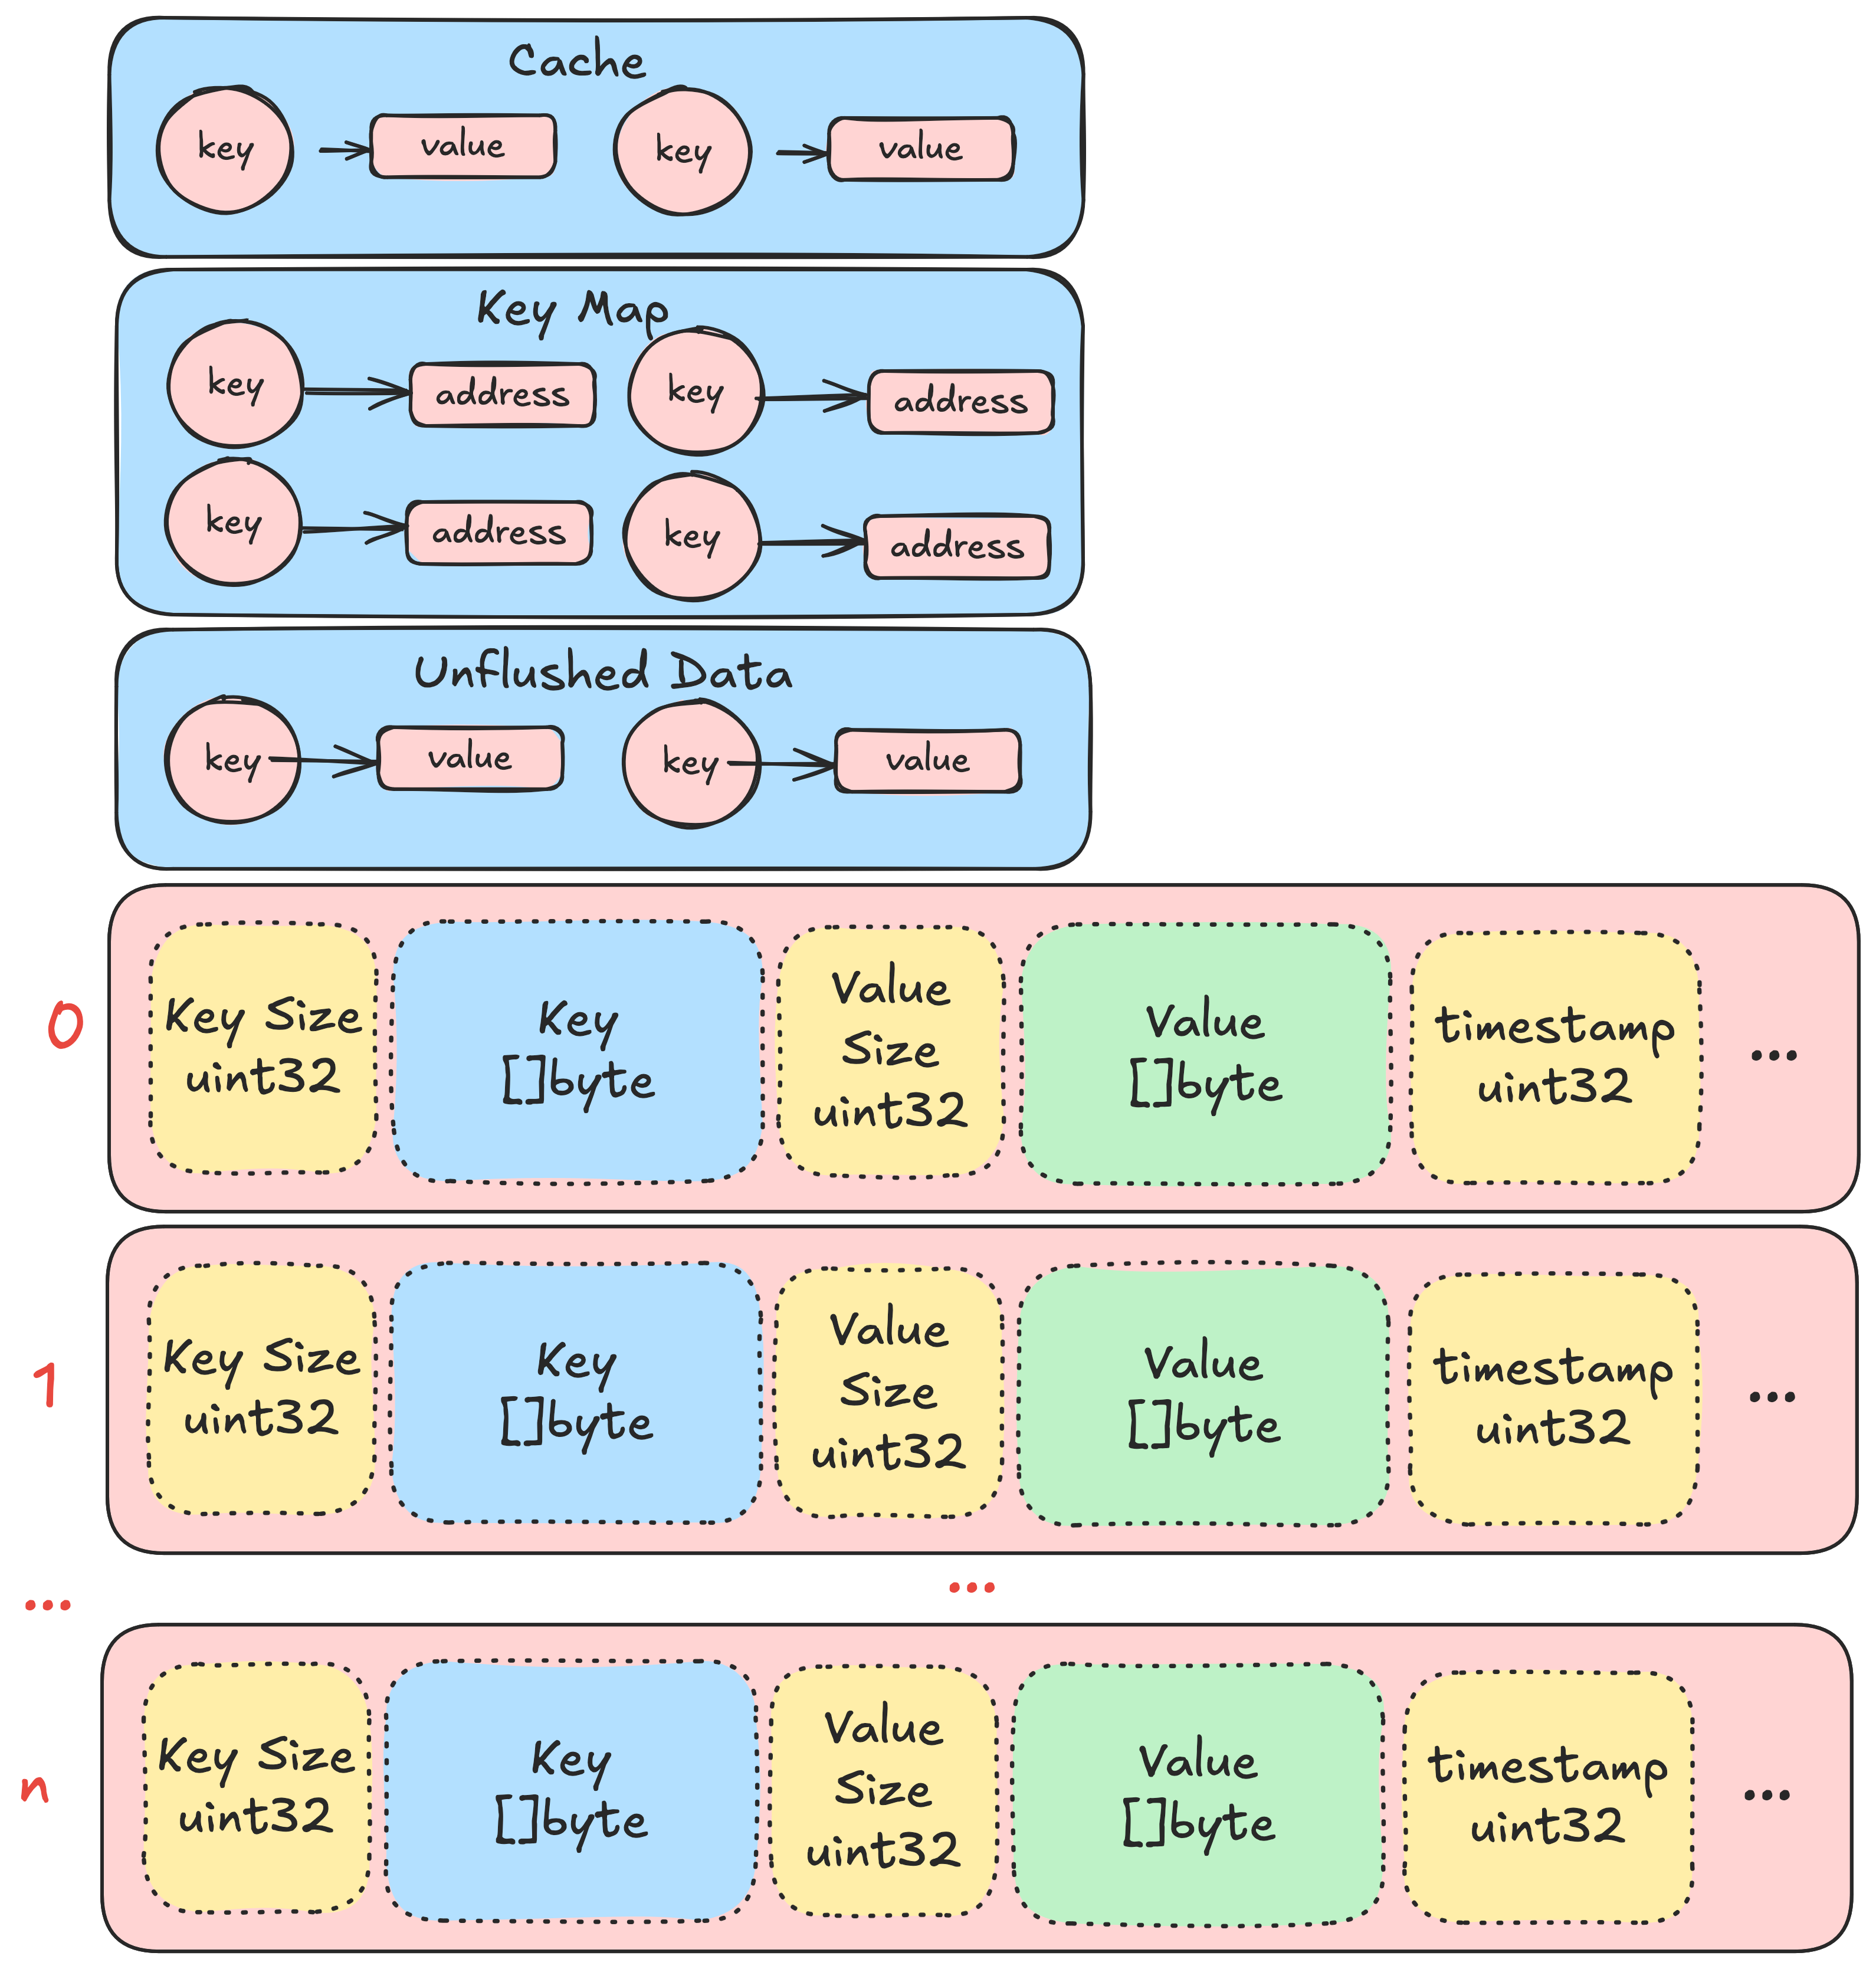 Cache
key
value
key
value
Key Map
key
address
key
address
key
address
key
address
Unflushed Data
key
value
key
value
0
Key Size
uint32
Key
[]byte
Value
Size
uint32
Value
[]byte
timestamp
uint32
...
1
Key Size
uint32
Key
[]byte
Value
Size
uint32
Value
[]byte
timestamp
uint32
...
...
...
n
Key Size
uint32
Key
[]byte
Value
Size
uint32
Value
[]byte
timestamp
uint32
...